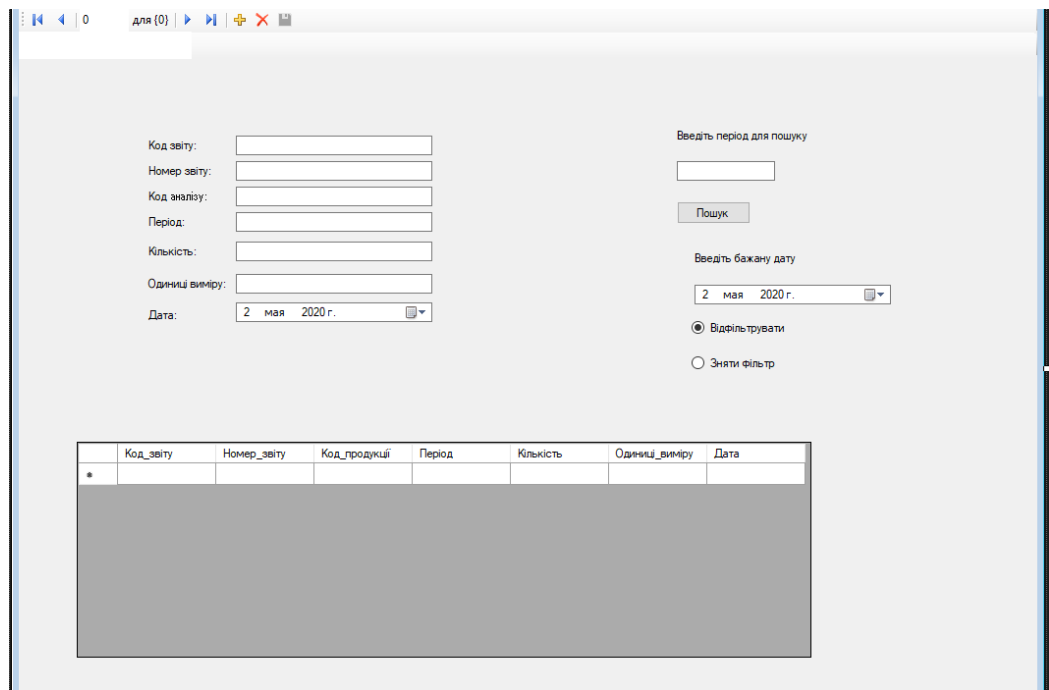 0 для {0}
Код звіту:
Номер звіту:
Код аналізу:
Період:
Кількість:
Одиниці виміру:
Дата: 2 мая 2020 г.
Введіть період для пошуку
Пошук
Введіть бажану дату
2 мая 2020 г.
Відфільтрувати
Зняти фільтр
Код_звіту Номер_звіту Код_продукції Період Кількість Одиниці_виміру Дата